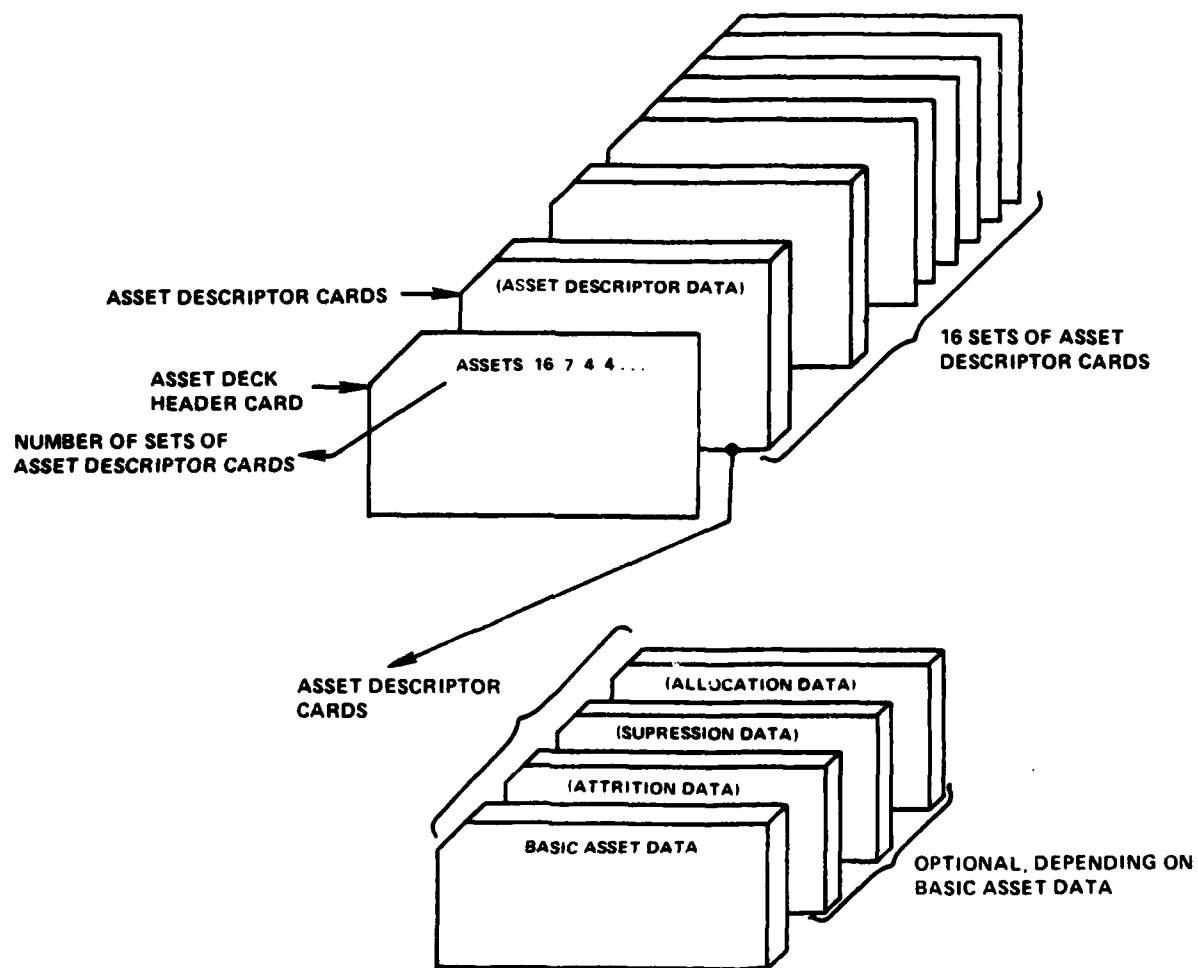 (ASSET DESCRIPTOR DATA)
ASSET DESCRIPTOR CARDS
16 SETS OF ASSET
DESCRIPTOR CARDS
ASSETS 16 7 4 4 . . .
ASSET DECK
HEADER CARD
NUMBER OF SETS OF
ASSET DESCRIPTOR CARDS
ASSET DESCRIPTOR
CARDS
(ALLOCATION DATA)
(SUPRESSION DATA)
(ATTRITION DATA)
BASIC ASSET DATA
OPTIONAL, DEPENDING ON
BASIC ASSET DATA